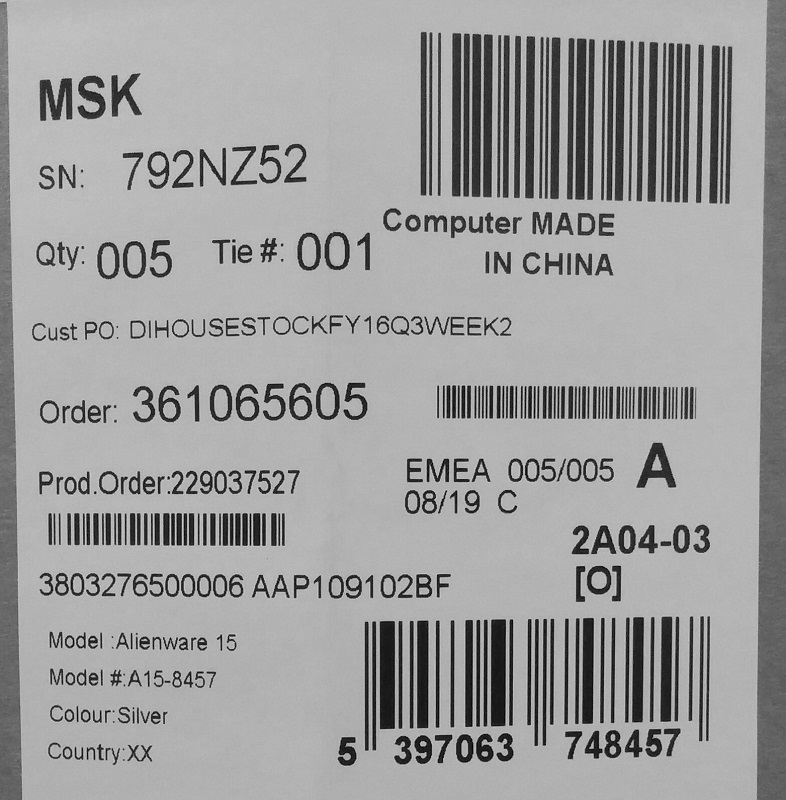 MSK
SN: 792NZ52
Qty: 005 Tie #: 001
Computer MADE
IN CHINA
Cust PO: DIHOUSESTOCKFY16Q3WEEK2
Order: 361065605
Prod.Order:229037527
EMEA 005/005 A
08/19 C
2A04-03
[O]
3803276500006 AAP109102BF
Model :Alienware 15
Model #:A15-8457
Colour:Silver
Country:XX
5 397063 748457